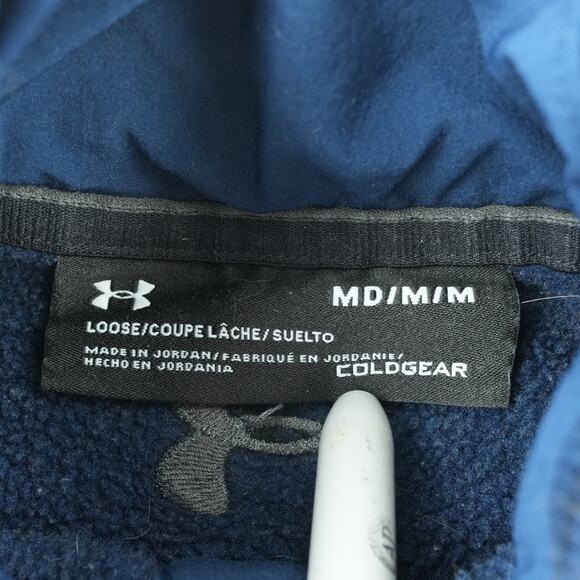 MD/M/M
LOOSE/COUPE LÂCHE/SUELTO
MADE IN JORDAN/FABRIQUÉ EN JORDANIE/
HECHO EN JORDANIA
COLDGEAR